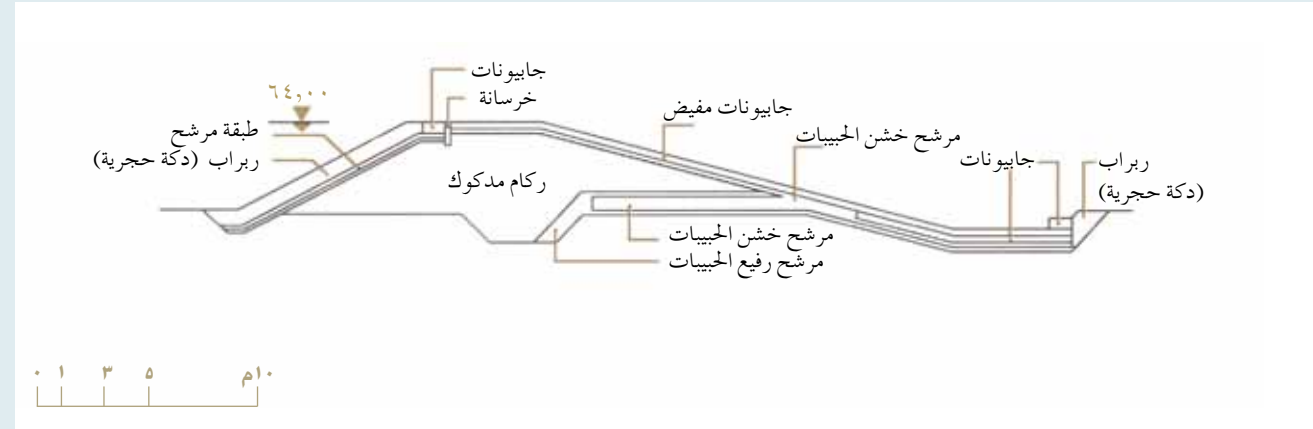 جابيونات
خرسانة
٦٤,٠٠
طبقة مرشح
ربراب (دكة حجرية)
جابيونات مفيض
مرشح خشن الحبيبات
جابيونات
ربراب
(دكة حجرية)
ركام مدكوك
مرشح خشن الحبيبات
مرشح رفيع الحبيبات
٠ ١ ٣ ٥ ١٠م